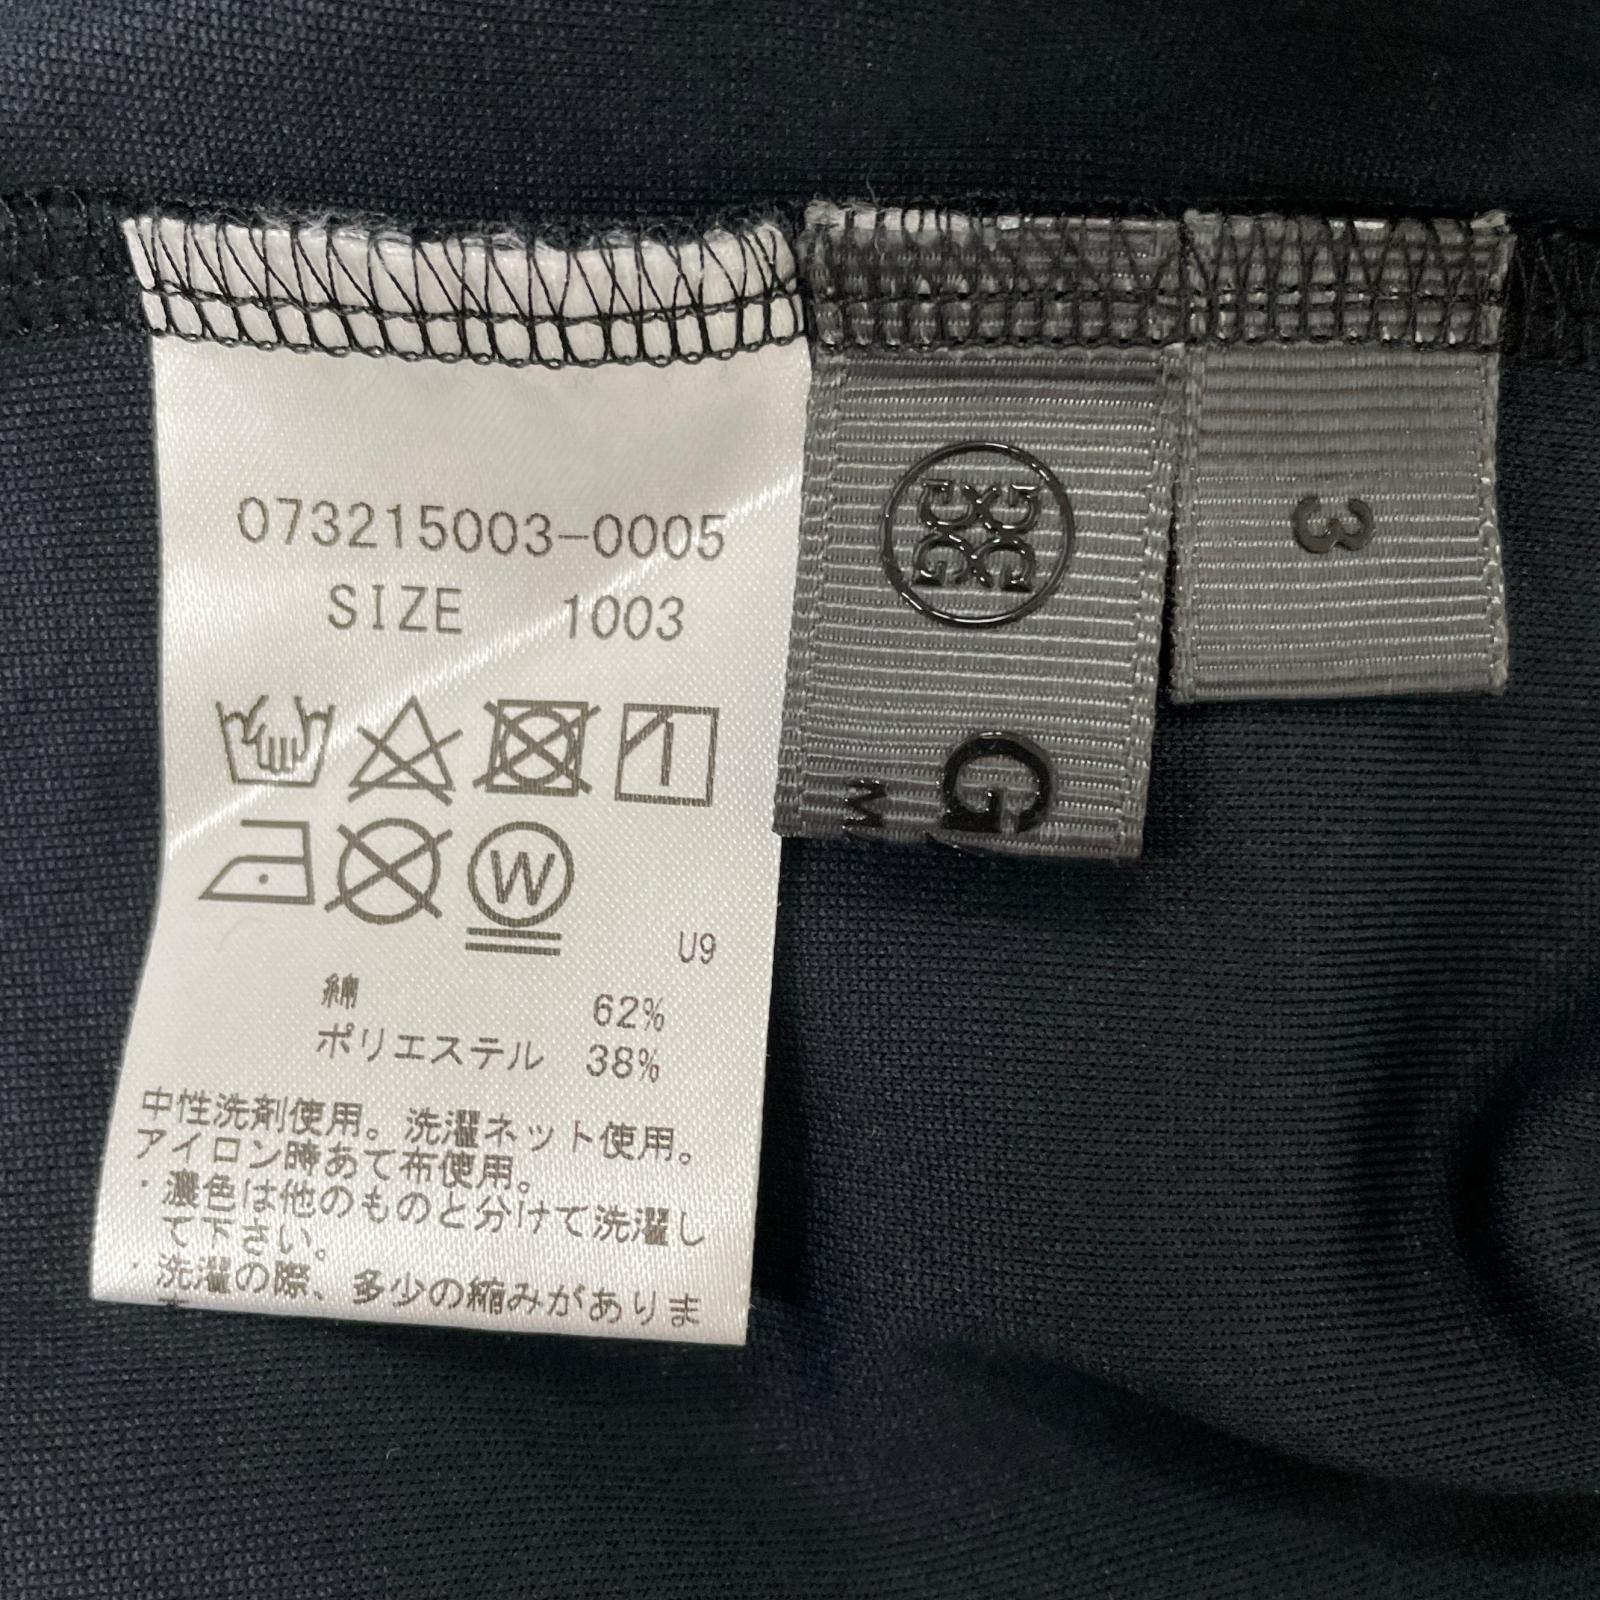 073215003-0005
SIZE 1003
W
U9
綿 62%
ポリエステル 38%
中性洗剤使用。洗濯ネット使用。
アイロン時あて布使用。
・濃色は他のものと分けて洗濯し
て下さい。
・洗濯の際、多少の縮みがありま
GGGG
G
M
3